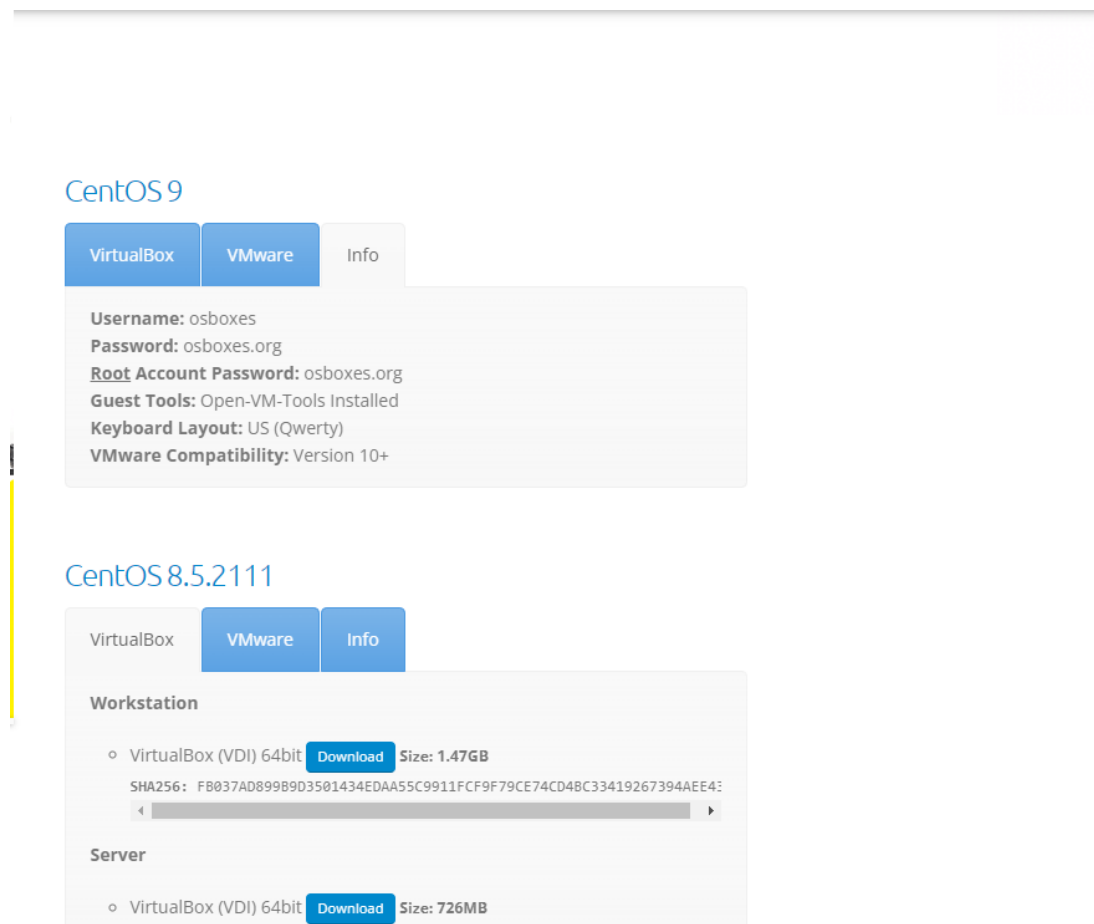 CentOS 9
VirtualBox VMware Info
Username: osboxes
Password: osboxes.org
Root Account Password: osboxes.org
Guest Tools: Open-VM-Tools Installed
Keyboard Layout: US (Qwerty)
VMware Compatibility: Version 10+
CentOS 8.5.2111
VirtualBox VMware Info
Workstation
VirtualBox (VDI) 64bit Download Size: 1.47GB
SHA256: FB037AD899B9D3501434EDAA55C9911FCF9F79CE74CD4BC33419267394AEE43
Server
VirtualBox (VDI) 64bit Download Size: 726MB